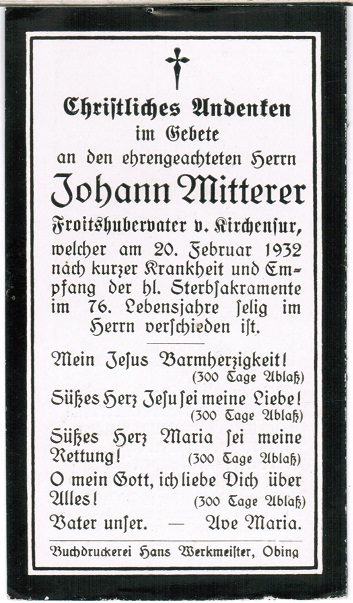 Christliches Andenken
im Gebete
an den ehrengeachteten Herrn
Johann Mitterer
Froitshubervater v. Kirchensur,
welcher am 20. Februar 1932
nach kurzer Krankheit und Em-
pfang der hl. Sterbsakramente
im 76. Lebensjahre selig im
Herrn verschieden ist.
Mein Jesus Barmherzigkeit!
(300 Tage Ablaß)
Süßes Herz Jesu sei meine Liebe!
(300 Tage Ablaß)
Süßes Herz Maria sei meine
Rettung! (300 Tage Ablaß)
O mein Gott, ich liebe Dich über
Alles! (300 Tage Ablaß)
Vater unser. — Ave Maria.
Buchdruckerei Hans Werkmeister, Obing